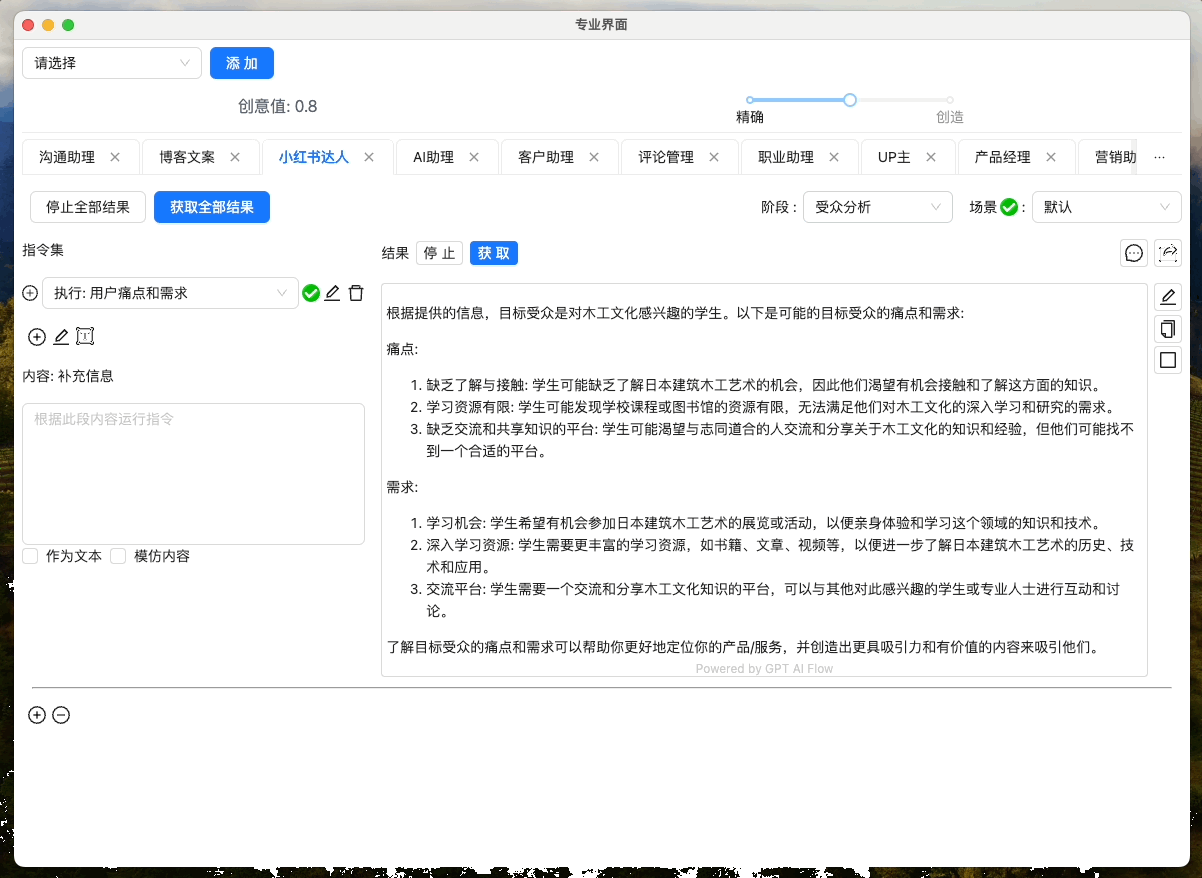 专业界面
请选择
添 加
创意值: 0.8
精确
创造
沟通助理
博客文案
小红书达人
AI助理
客户助理
评论管理
职业助理
UP主
产品经理
营销助
停止全部结果
获取全部结果
阶段 :
受众分析
场景 :
默认
指令集
结果
停 止
获 取
执行: 用户痛点和需求
内容: 补充信息
根据此段内容运行指令
作为文本
模仿内容
根据提供的信息，目标受众是对木工文化感兴趣的学生。以下是可能的目标受众的痛点和需求:
痛点:
1. 缺乏了解与接触: 学生可能缺乏了解日本建筑木工艺术的机会，因此他们渴望有机会接触和了解这方面的知识。
2. 学习资源有限: 学生可能发现学校课程或图书馆的资源有限，无法满足他们对木工文化的深入学习和研究的需求。
3. 缺乏交流和共享知识的平台: 学生可能渴望与志同道合的人交流和分享关于木工文化的知识和经验，但他们可能找不
到一个合适的平台。
需求:
1. 学习机会: 学生希望有机会参加日本建筑木工艺术的展览或活动，以便亲身体验和学习这个领域的知识和技术。
2. 深入学习资源: 学生需要更丰富的学习资源，如书籍、文章、视频等，以便进一步了解日本建筑木工艺术的历史、技
术和应用。
3. 交流平台: 学生需要一个交流和分享木工文化知识的平台，可以与其他对此感兴趣的学生或专业人士进行互动和讨
论。
了解目标受众的痛点和需求可以帮助你更好地定位你的产品/服务，并创造出更具吸引力和有价值的内容来吸引他们。
Powered by GPT AI Flow